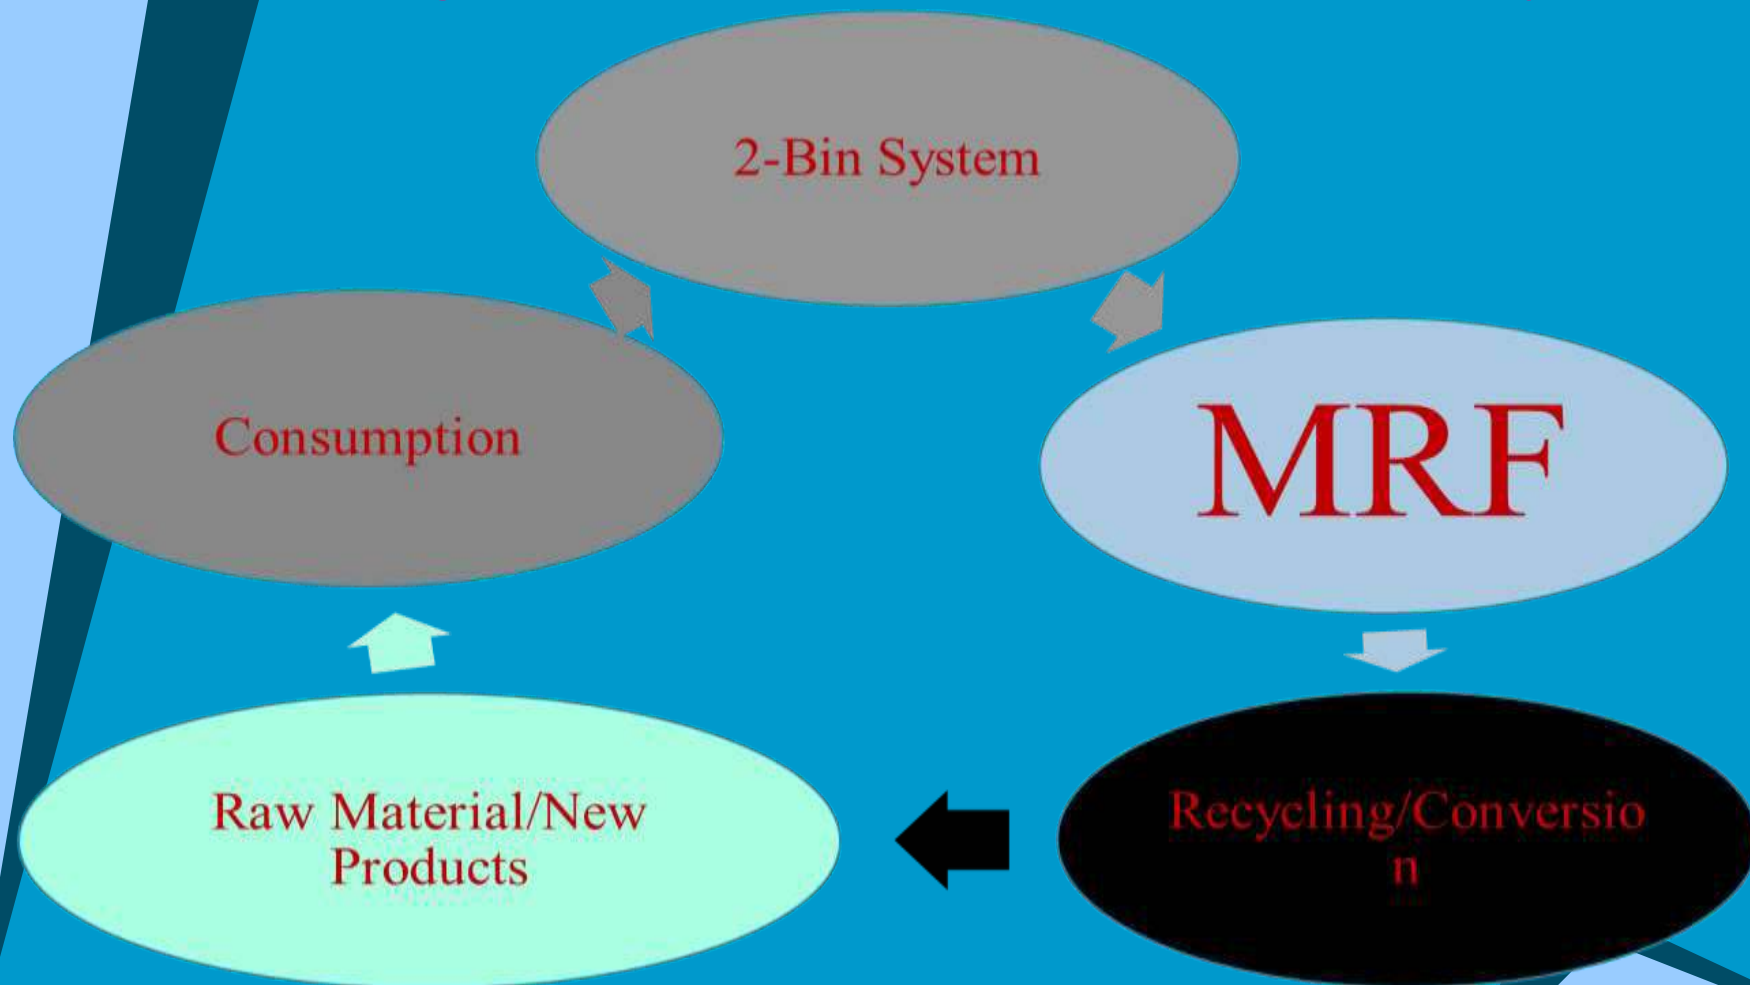 2-Bin System
Consumption
MRF
Raw Material/New
Products
Recycling/Conversio
n